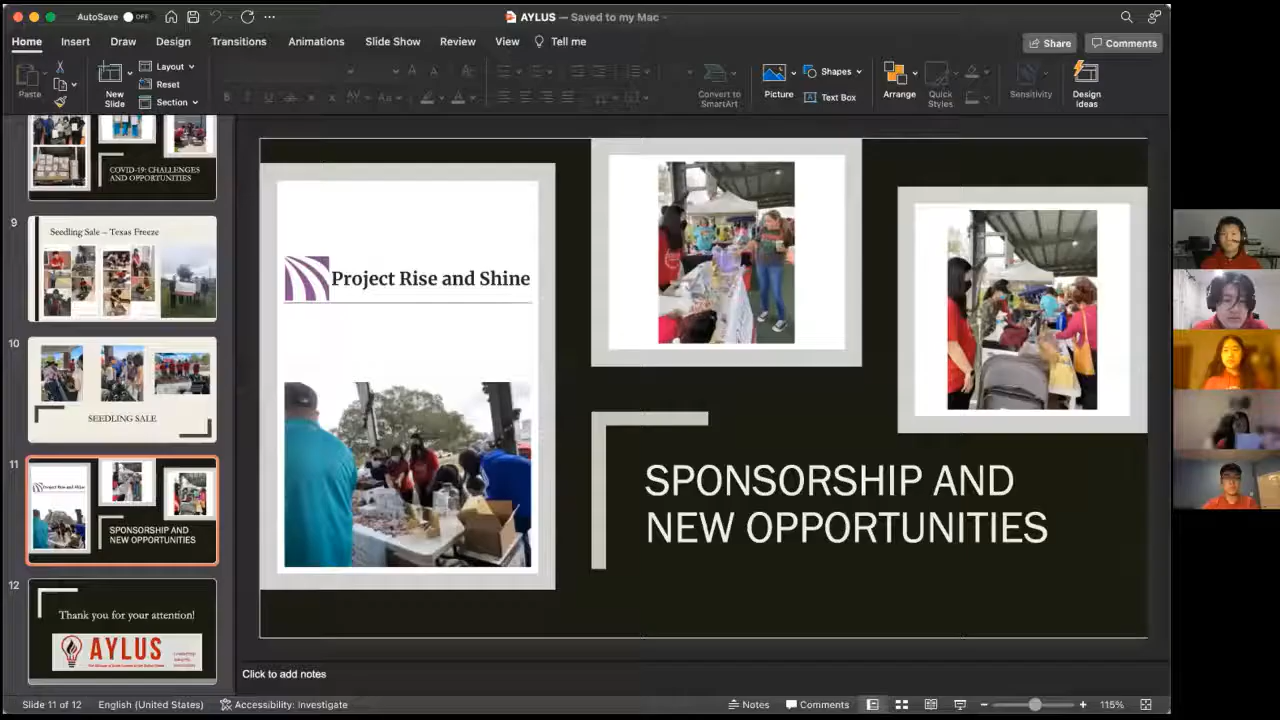 AutoSave OFF
AYLUS — Saved to my Mac
Home Insert Draw Design Transitions Animations Slide Show Review View Tell me
Share Comments
Paste
New
Slide
Layout
Reset
Section
Convert to
SmartArt
Picture
Shapes
Text Box
Arrange
Quick
Styles
Sensitivity
Design
Ideas
COVID-19: CHALLENGES
AND OPPORTUNITIES
9
Seedling Sale – Texas Freeze
10
SEEDLING SALE
11
Project Rise and Shine
SPONSORSHIP AND
NEW OPPORTUNITIES
12
Thank you for your attention!
AYLUS
Project Rise and Shine
SPONSORSHIP AND
NEW OPPORTUNITIES
Click to add notes
Slide 11 of 12 English (United States) Accessibility: Investigate
Notes Comments 115%